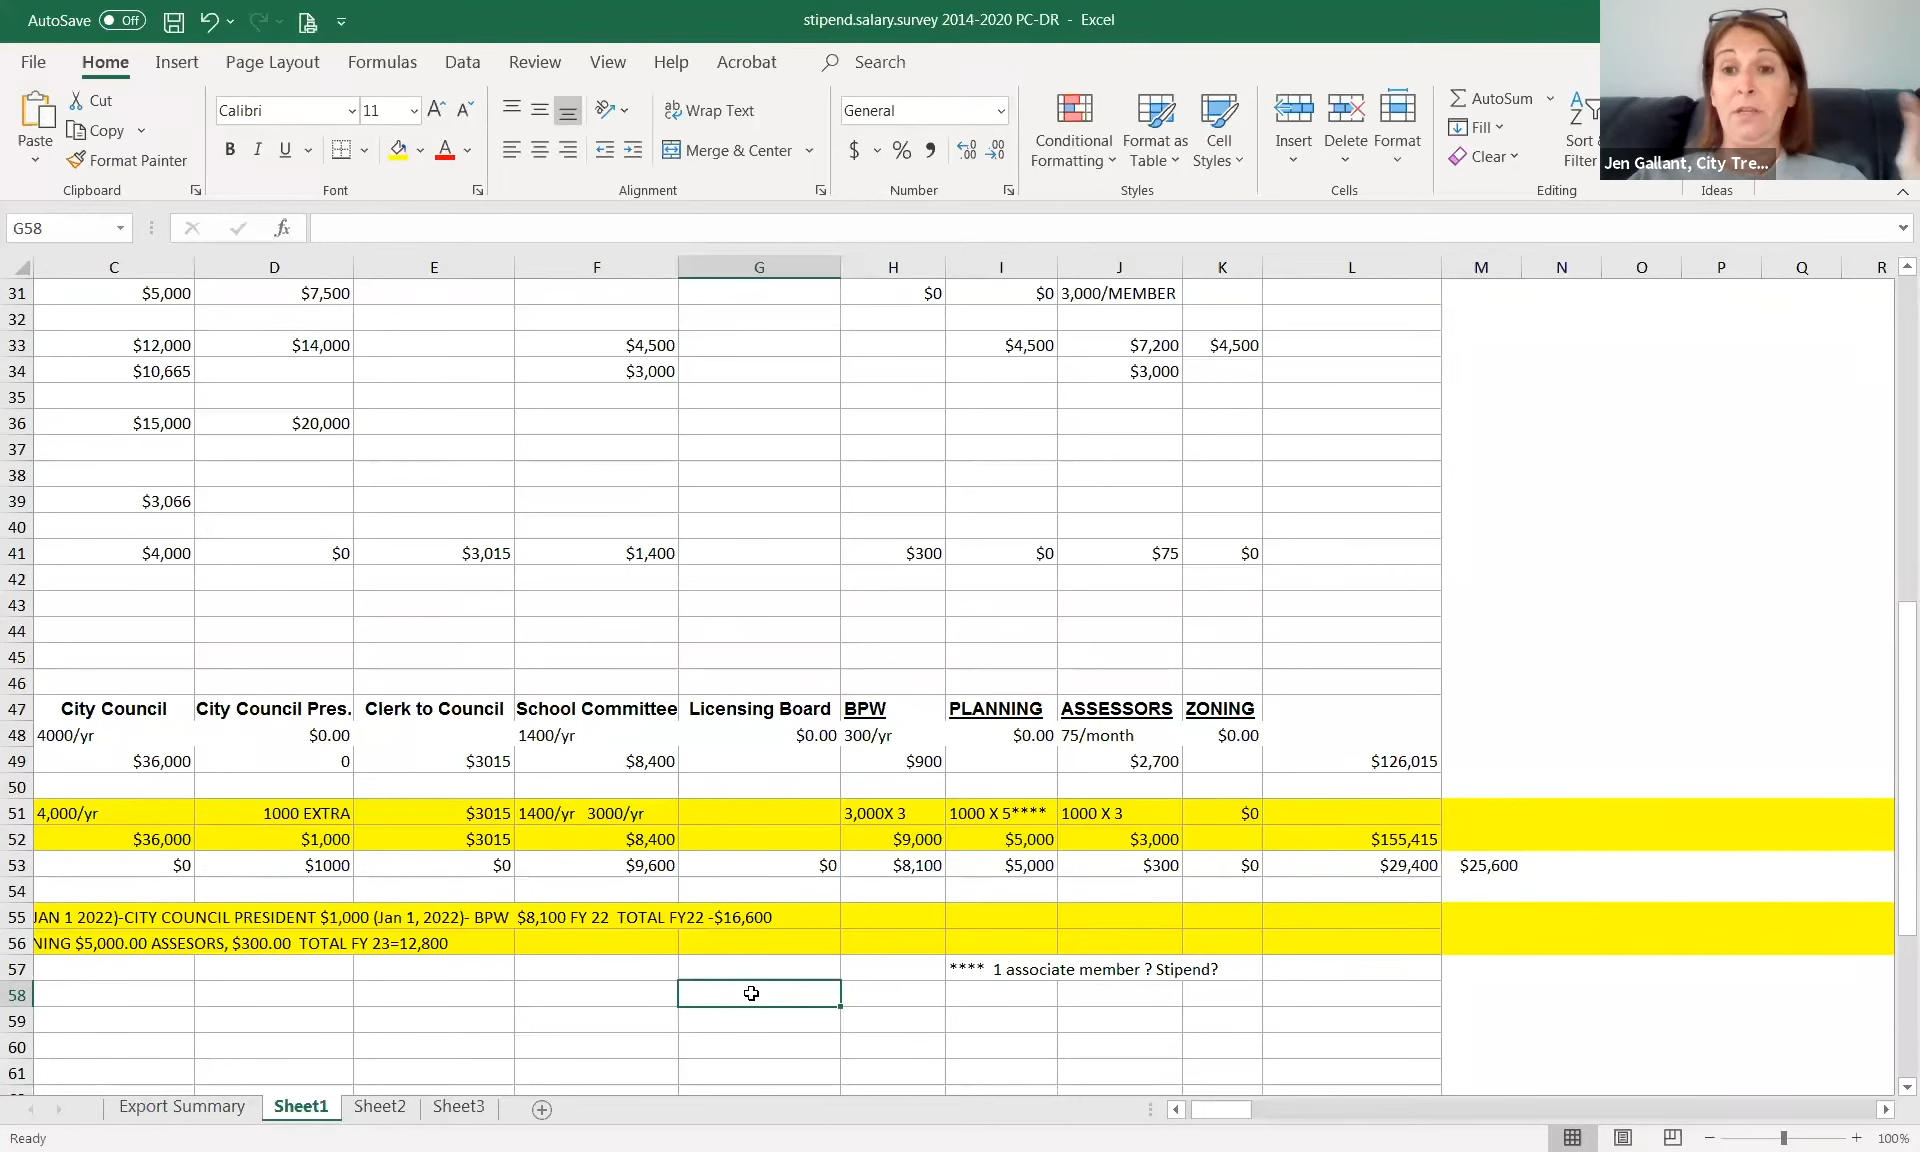 AutoSave Off
stipend.salary.survey 2014-2020 PC-DR - Excel
File Home Insert Page Layout Formulas Data Review View Help Acrobat Search
Paste
Cut
Copy
Format Painter
Clipboard
Calibri 11
B I U
Font
Wrap Text
Merge & Center
Alignment
General
$ % 9
Number
Conditional Formatting
Format as Table
Cell Styles
Styles
Insert Delete Format
Cells
AutoSum
Fill
Clear
Sort
Filter
Editing
Ideas
Jen Gallant, City Tre...
G58
fx
C D E F G H I J K L M N O P Q R
31 $5,000 $7,500 $0 $0 3,000/MEMBER
32
33 $12,000 $14,000 $4,500 $4,500 $7,200 $4,500
34 $10,665 $3,000 $3,000
35
36 $15,000 $20,000
37
38
39 $3,066
40
41 $4,000 $0 $3,015 $1,400 $300 $0 $75 $0
42
43
44
45
46
47 City Council City Council Pres. Clerk to Council School Committee Licensing Board BPW PLANNING ASSESSORS ZONING
48 4000/yr $0.00 1400/yr $0.00 300/yr $0.00 75/month $0.00
49 $36,000 0 $3015 $8,400 $900 $2,700 $126,015
50
51 4,000/yr 1000 EXTRA $3015 1400/yr 3000/yr 3,000X 3 1000 X 5**** 1000 X 3 $0
52 $36,000 $1,000 $3015 $8,400 $9,000 $5,000 $3,000 $155,415
53 $0 $1000 $0 $9,600 $0 $8,100 $5,000 $300 $0 $29,400 $25,600
54
55 JAN 1 2022)-CITY COUNCIL PRESIDENT $1,000 (Jan 1, 2022)- BPW $8,100 FY 22 TOTAL FY22 -$16,600
56 NING $5,000.00 ASSESORS, $300.00 TOTAL FY 23=12,800
57 **** 1 associate member ? Stipend?
58
59
60
61
Export Summary Sheet1 Sheet2 Sheet3
Ready
100%